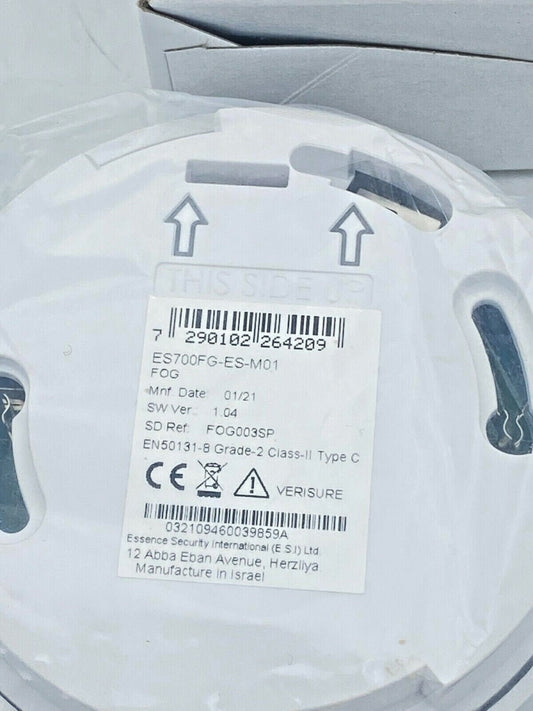 THIS SIDE UP
7 290102 264209
ES700FG-ES-M01
FOG
Mnf. Date: 01/21
SW Ver.: 1.04
SD Ref: FOG003SP
EN50131-8 Grade-2 Class-II Type C
CE VERISURE
032109460039859A
Essence Security International (E.S.I) Ltd.
12 Abba Eban Avenue, Herzliya
Manufacture in Israel